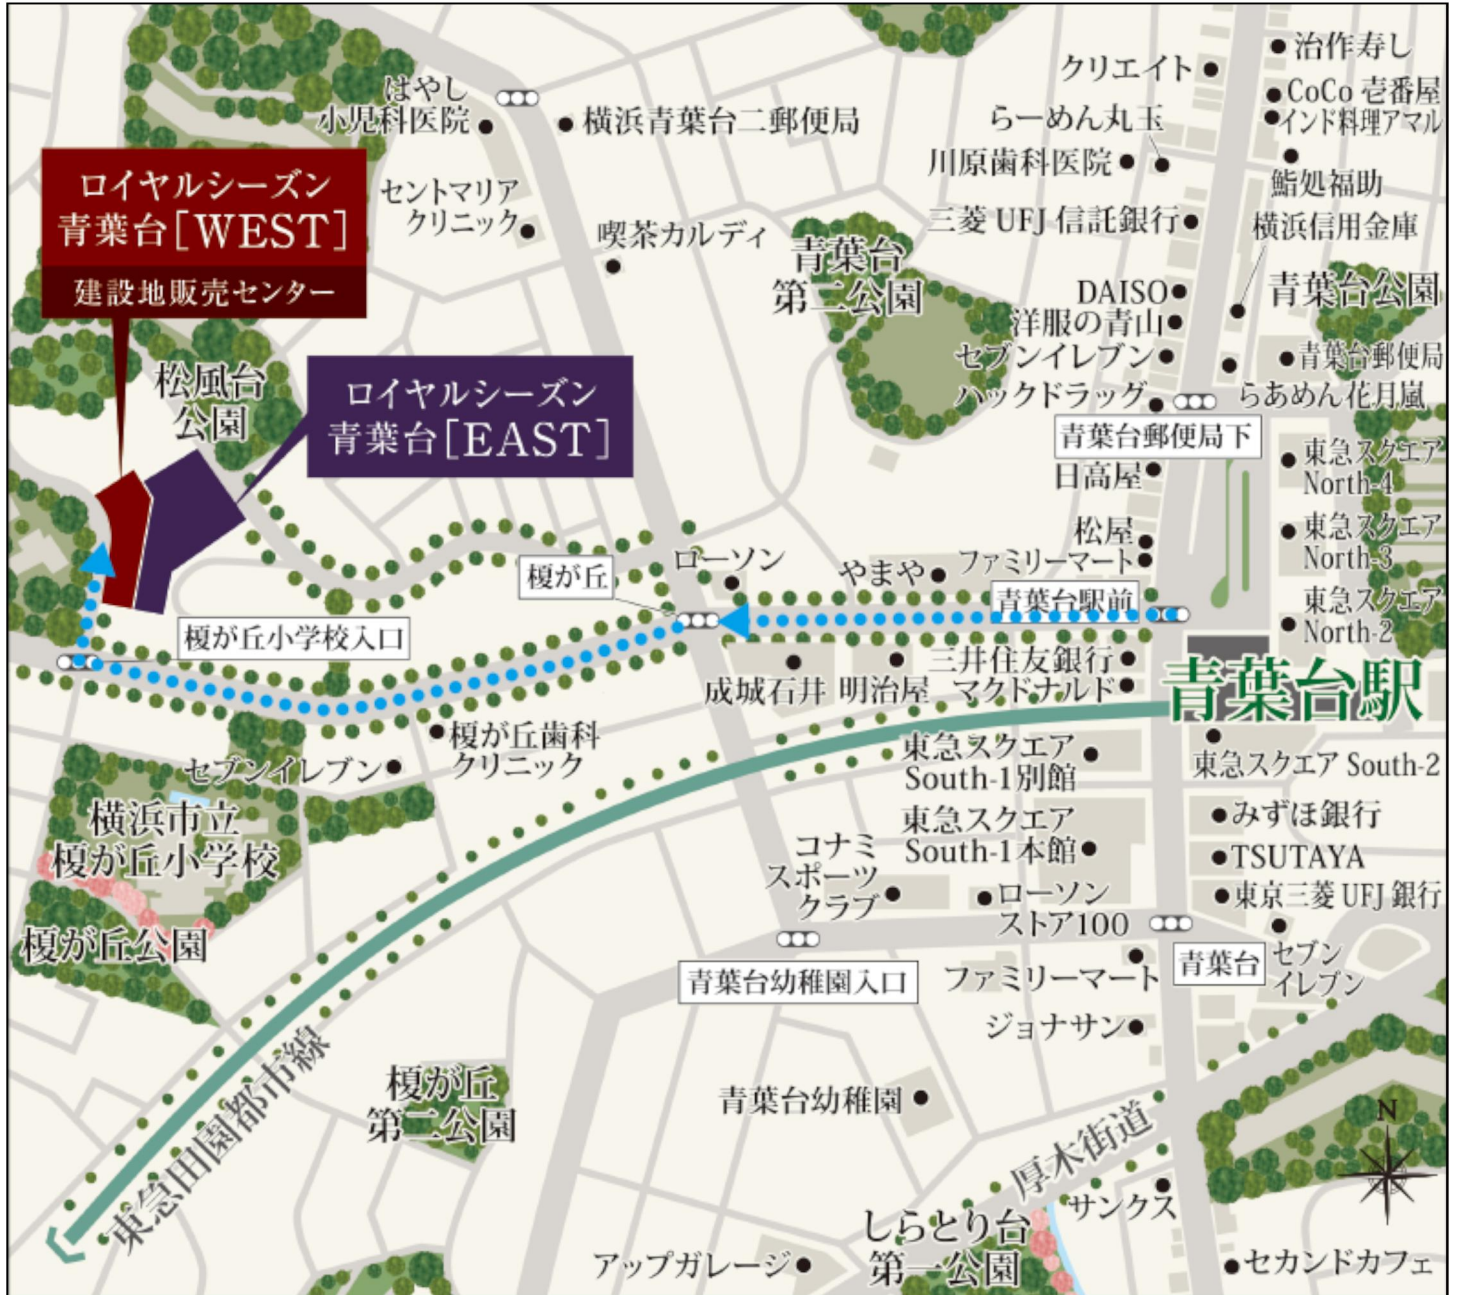 治作寿し
クリエイト
CoCo 壱番屋
インド料理アマル
はやし
小児科医院
横浜青葉台二郵便局
らーめん丸玉
川原歯科医院
鮨処福助
ロイヤルシーズン
青葉台[WEST]
建設地販売センター
セントマリア
クリニック
喫茶カルディ
三菱 UFJ 信託銀行
横浜信用金庫
青葉台
第二公園
青葉台公園
DAISO
洋服の青山
セブンイレブン
青葉台郵便局
ハックドラッグ
らあめん花月嵐
松風台
公園
ロイヤルシーズン
青葉台[EAST]
青葉台郵便局下
日高屋
東急スクエア
North-4
松屋
ファミリーマート
東急スクエア
North-3
榎が丘
ローソン
やまや
青葉台駅前
東急スクエア
North-2
榎が丘小学校入口
三井住友銀行
成城石井
明治屋
マクドナルド
青葉台駅
榎が丘歯科
クリニック
セブンイレブン
東急スクエア
South-1別館
東急スクエア South-2
横浜市立
榎が丘小学校
東急スクエア
South-1本館
みずほ銀行
TSUTAYA
コナミ
スポーツ
クラブ
ローソン
ストア100
東京三菱 UFJ 銀行
榎が丘公園
青葉台幼稚園入口
ファミリーマート
青葉台
セブン
イレブン
ジョナサン
東急田園都市線
榎が丘
第二公園
青葉台幼稚園
厚木街道
N
サンクス
しらとり台
第一公園
アップガレージ
セカンドカフェ